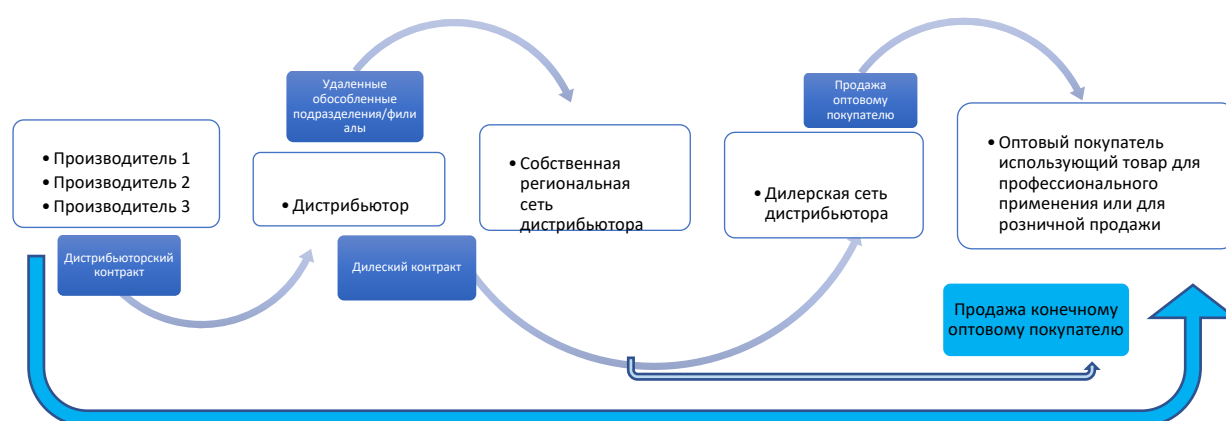 Удаленные
обособленные
подразделения/фили
алы
Продажа
оптовому
покупателю
• Производитель 1
• Производитель 2
• Производитель 3
• Дистрибьютор
• Собственная
региональная
сеть
дистрибьютора
• Дилерская сеть
дистрибьютора
• Оптовый покупатель
использующий товар для
профессионального
применения или для
розничной продажи
Дистрибьюторский
контракт
Дилеский контракт
Продажа конечному
оптовому покупателю